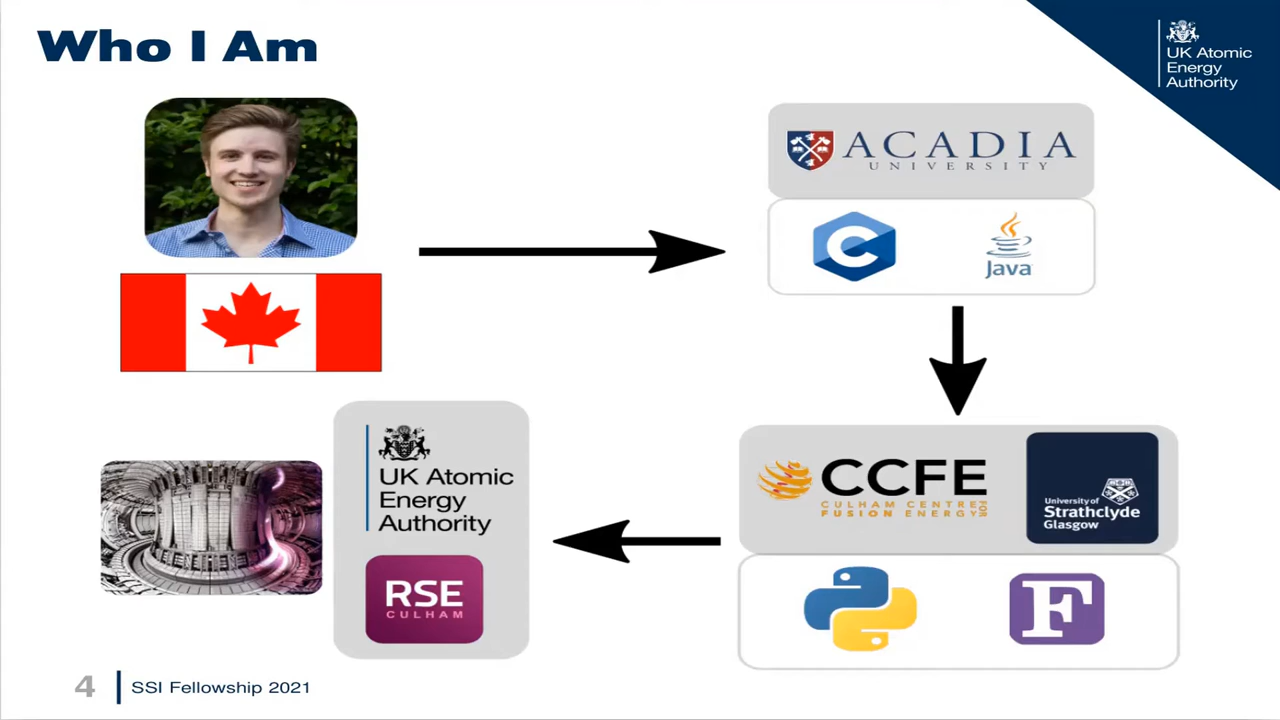 Who I Am
UK Atomic
Energy
Authority
ACADIA
UNIVERSITY
C
Java
CCFE
CULHAM CENTRE
FUSION ENERGY
FOR
University of
Strathclyde
Glasgow
UK Atomic
Energy
Authority
RSE
CULHAM
F
4
SSI Fellowship 2021